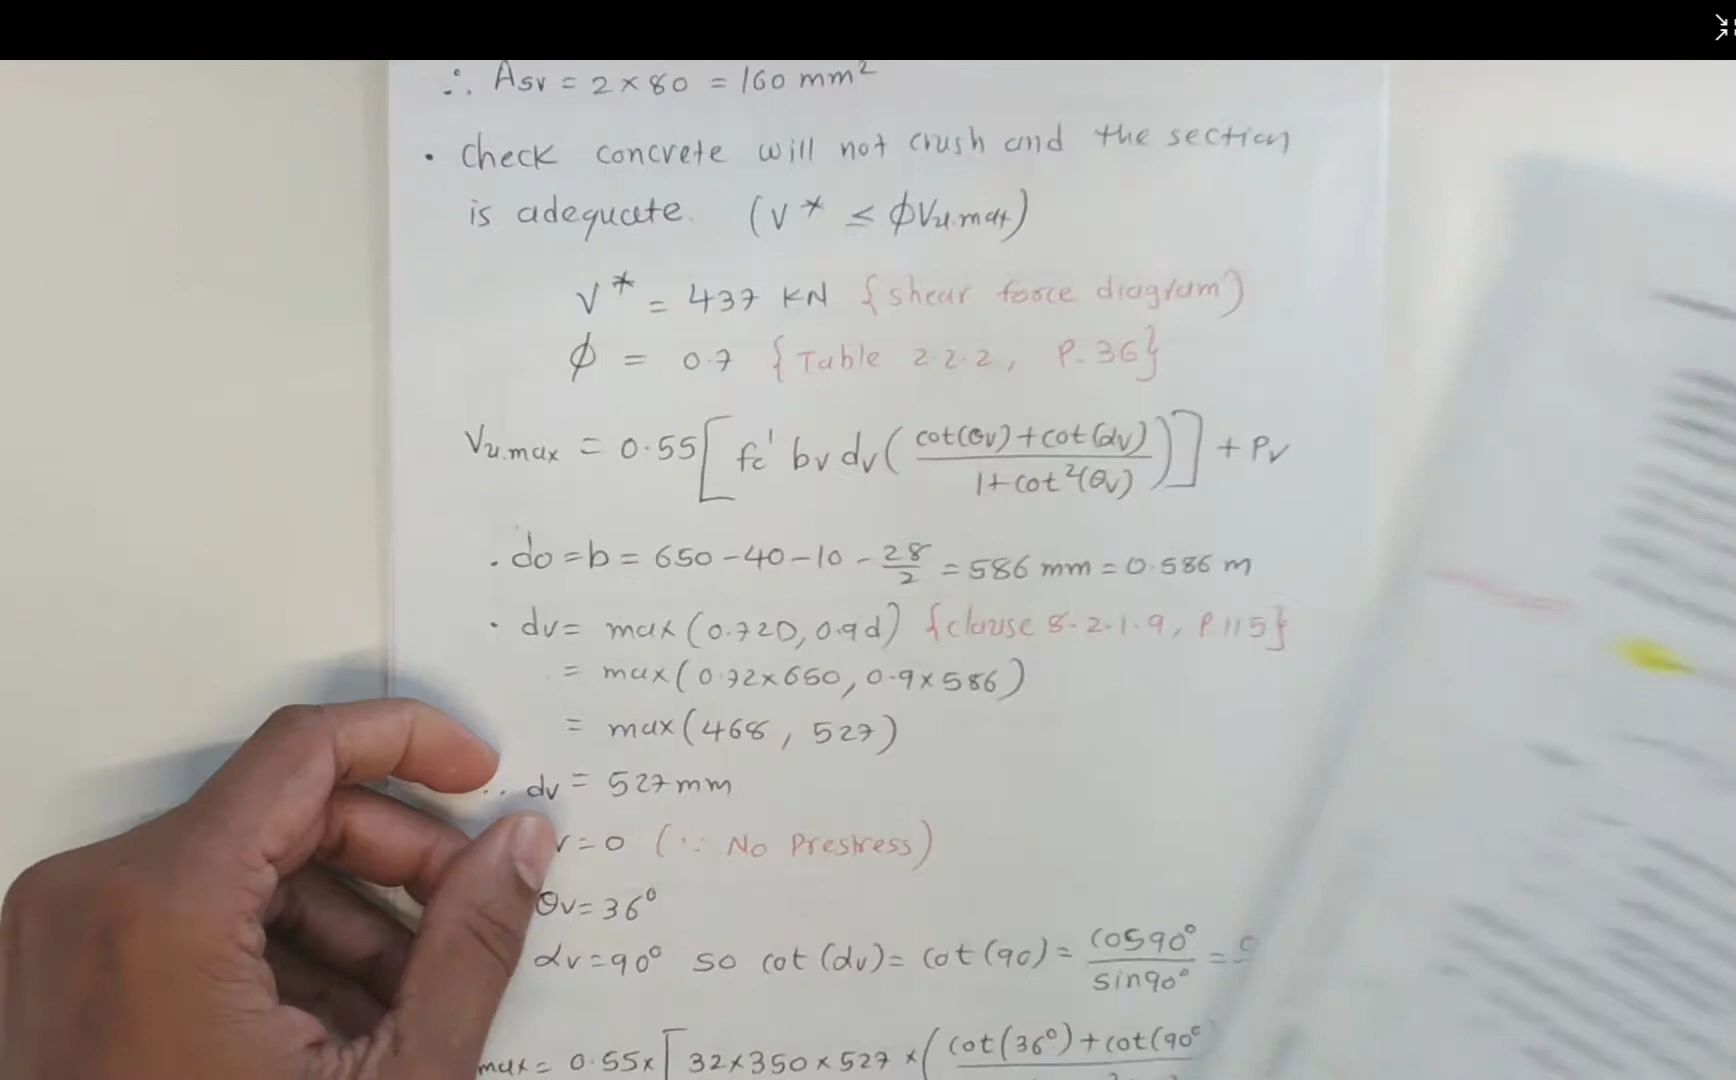 ∴ Asv = 2 × 80 = 160 mm²
• Check concrete will not crush and the section
is adequate. (V* ≤ ϕVu.max)
V* = 437 KN {shear force diagram)
ϕ = 0.7 {Table 2.2.2, P.36}
Vu.max = 0.55[fc' bv dv((cot(θv)+cot(αv))/(1+cot²(θv)))] + Pv
• do = b = 650 - 40 - 10 - 28/2 = 586 mm = 0.586 m
• dv = max(0.72D, 0.9d) {clause 8.2.1.9, P.115}
= max(0.72×650, 0.9×586)
= max(468, 527)
∴ dv = 527mm
v = 0 (∵ No Prestress)
θv = 36°
αv = 90° so cot(αv) = cot(90) = cos90°/sin90° =
max = 0.55×[32×350×527×(cot(36°)+cot(90°